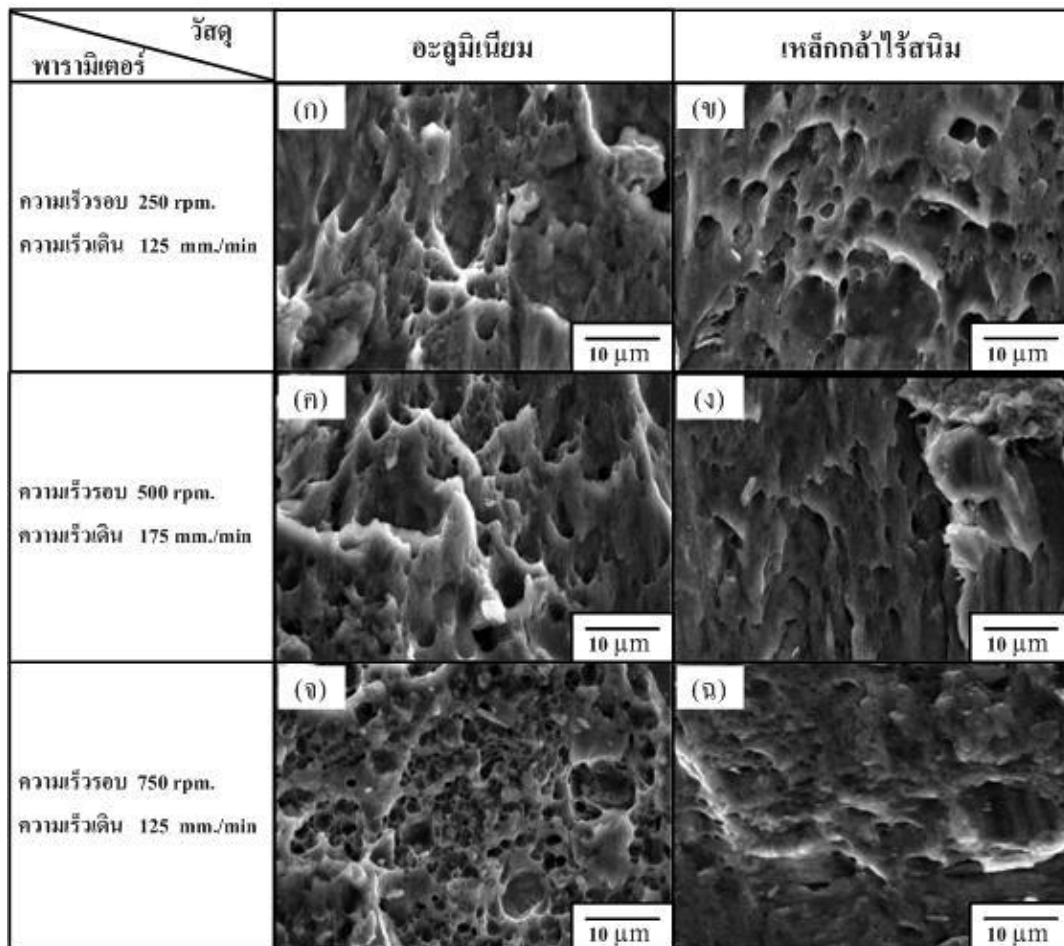 วัสดุ
พารามิเตอร์
อะลูมิเนียม
เหล็กกล้าไร้สนิม
ความเร็วรอบ 250 rpm.
ความเร็วเดิน 125 mm./min
(ก)
10 µm
(ข)
10 µm
ความเร็วรอบ 500 rpm.
ความเร็วเดิน 175 mm./min
(ค)
10 µm
(ง)
10 µm
ความเร็วรอบ 750 rpm.
ความเร็วเดิน 125 mm./min
(จ)
10 µm
(ฉ)
10 µm